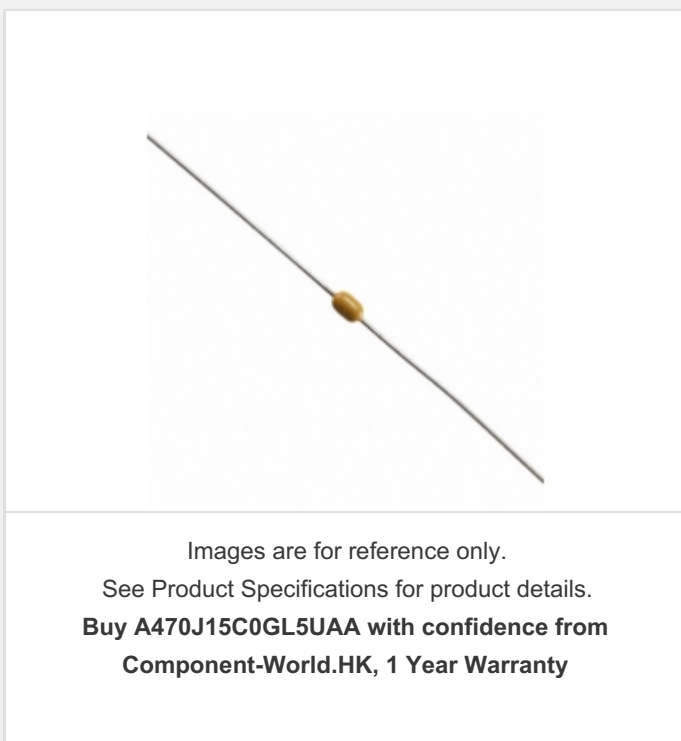 Images are for reference only.
See Product Specifications for product details.
Buy A470J15C0GL5UAA with confidence from
Component-World.HK, 1 Year Warranty